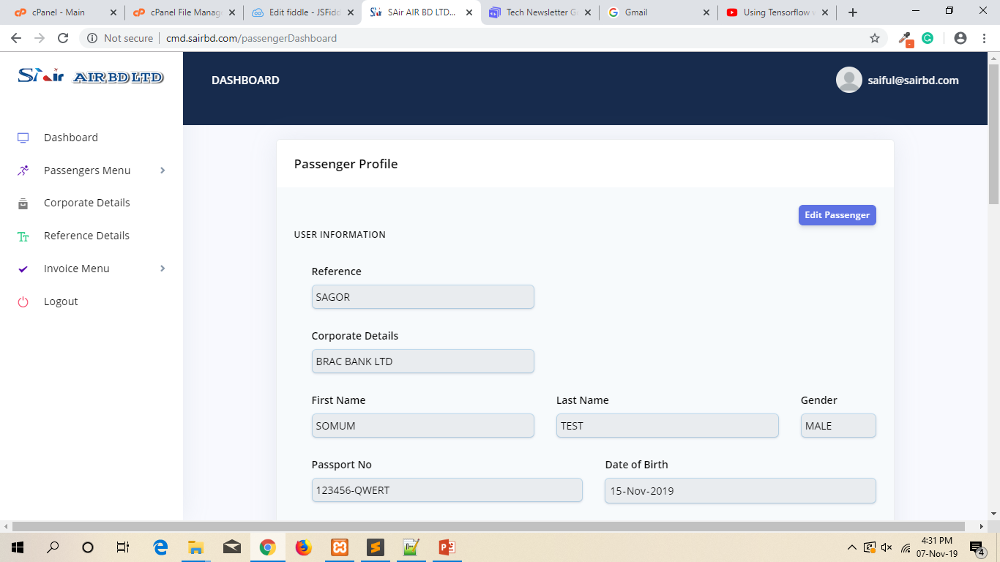 cPanel - Main
cPanel File Manag
Edit fiddle - JSFidd
SAir AIR BD LTD...
Tech Newsletter G
Gmail
Using Tensorflow
Not secure | cmd.sairbd.com/passengerDashboard
SAir AIR BD LTD
DASHBOARD
saiful@sairbd.com
Dashboard
Passengers Menu
Corporate Details
Reference Details
Invoice Menu
Logout
Passenger Profile
Edit Passenger
USER INFORMATION
Reference
SAGOR
Corporate Details
BRAC BANK LTD
First Name Last Name Gender
SOMUM TEST MALE
Passport No Date of Birth
123456-QWERT 15-Nov-2019
4:31 PM
07-Nov-19
4